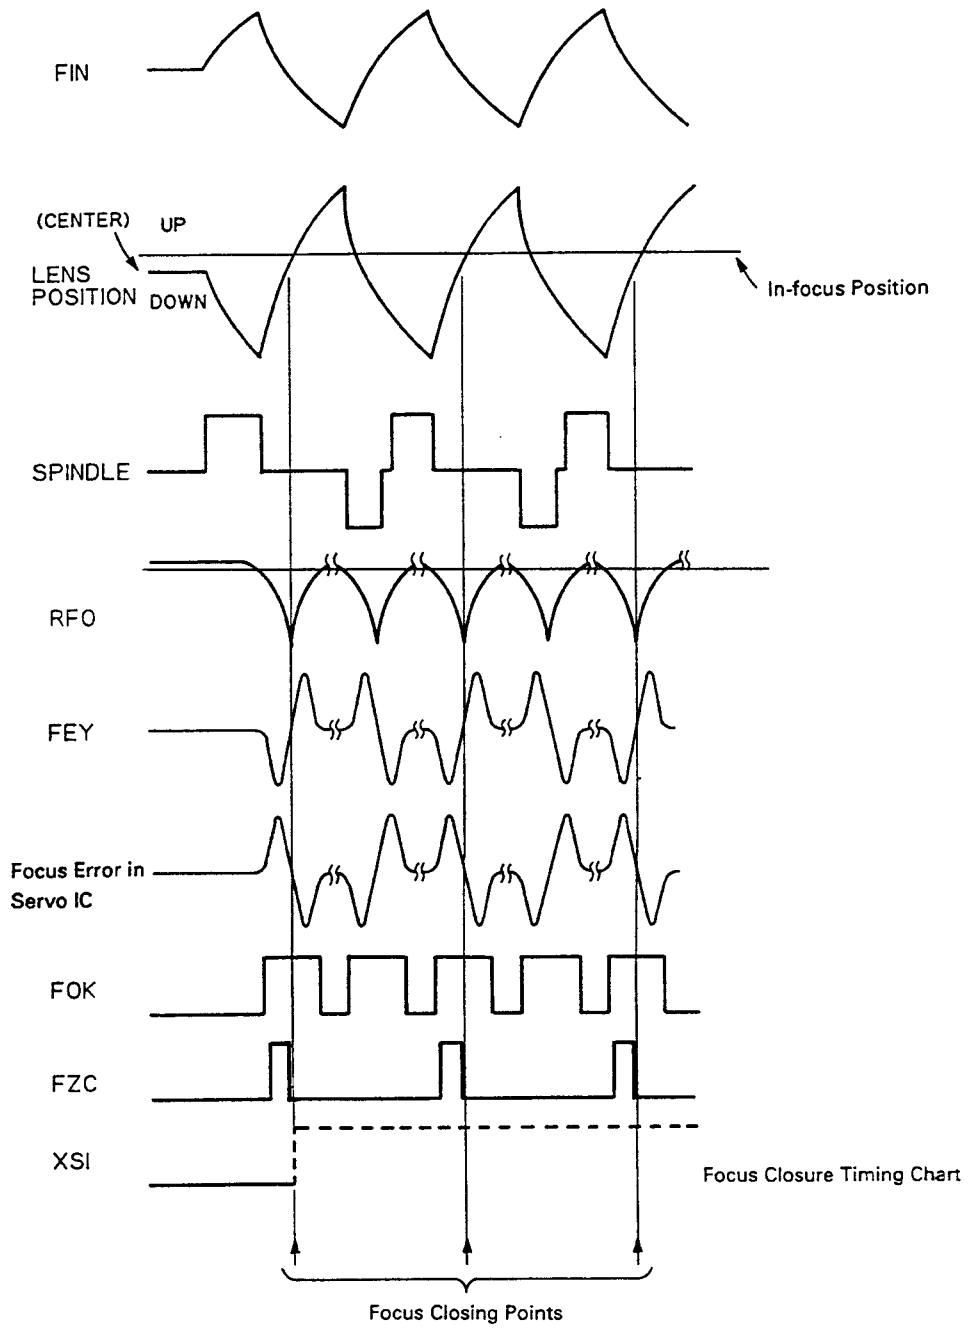 FIN
(CENTER) UP
LENS
POSITION DOWN
In-focus Position
SPINDLE
RFO
FEY
Focus Error in
Servo IC
FOK
FZC
XSI
Focus Closure Timing Chart
Focus Closing Points